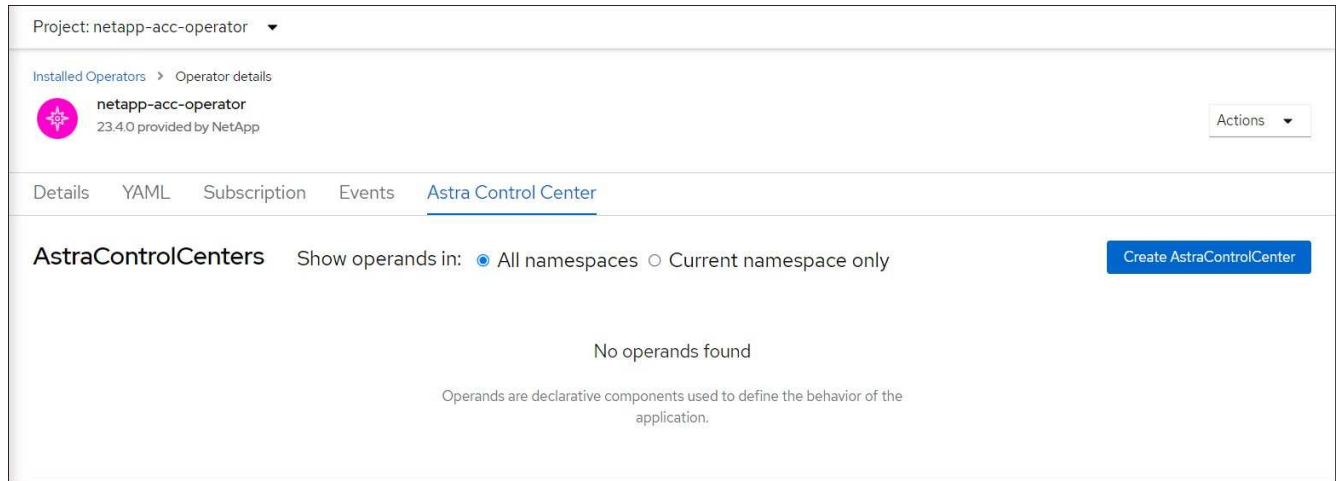 Project: netapp-acc-operator
Installed Operators > Operator details
netapp-acc-operator
23.4.0 provided by NetApp
Actions
Details YAML Subscription Events Astra Control Center
AstraControlCenters Show operands in: All namespaces Current namespace only Create AstraControlCenter
No operands found
Operands are declarative components used to define the behavior of the
application.